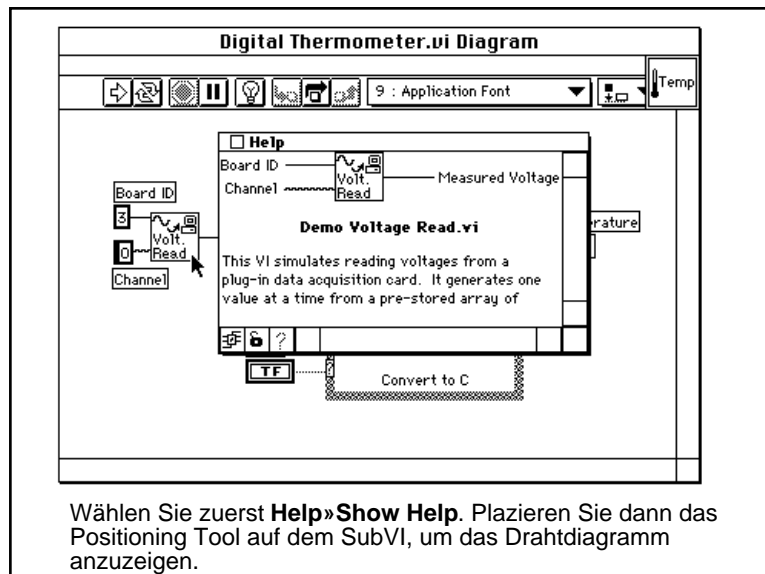 Digital Thermometer.vi Diagram
9 : Application Font
Temp
Help
Board ID
Channel
Volt.
Read
Measured Voltage
Demo Voltage Read.vi
This VI simulates reading voltages from a
plug-in data acquisition card. It generates one
value at a time from a pre-stored array of
?
Board ID
3
0
Volt.
Read
Channel
rature
TF
?
Convert to C
Wählen Sie zuerst Help»Show Help. Plazieren Sie dann das
Positioning Tool auf dem SubVI, um das Drahtdiagramm
anzuzeigen.